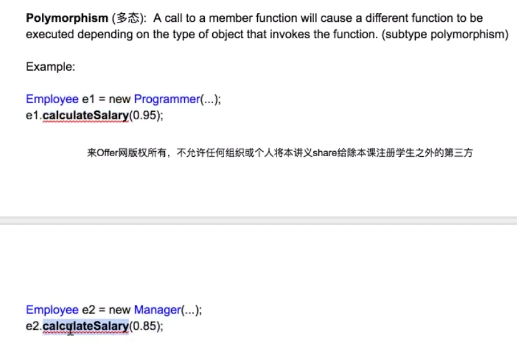 Polymorphism (多态): A call to a member function will cause a different function to be
executed depending on the type of object that invokes the function. (subtype polymorphism)
Example:
Employee e1 = new Programmer(...);
e1.calculateSalary(0.95);
来Offer网版权所有，不允许任何组织或个人将本讲义share给除本课注册学生之外的第三方
Employee e2 = new Manager(...);
e2.calculateSalary(0.85);